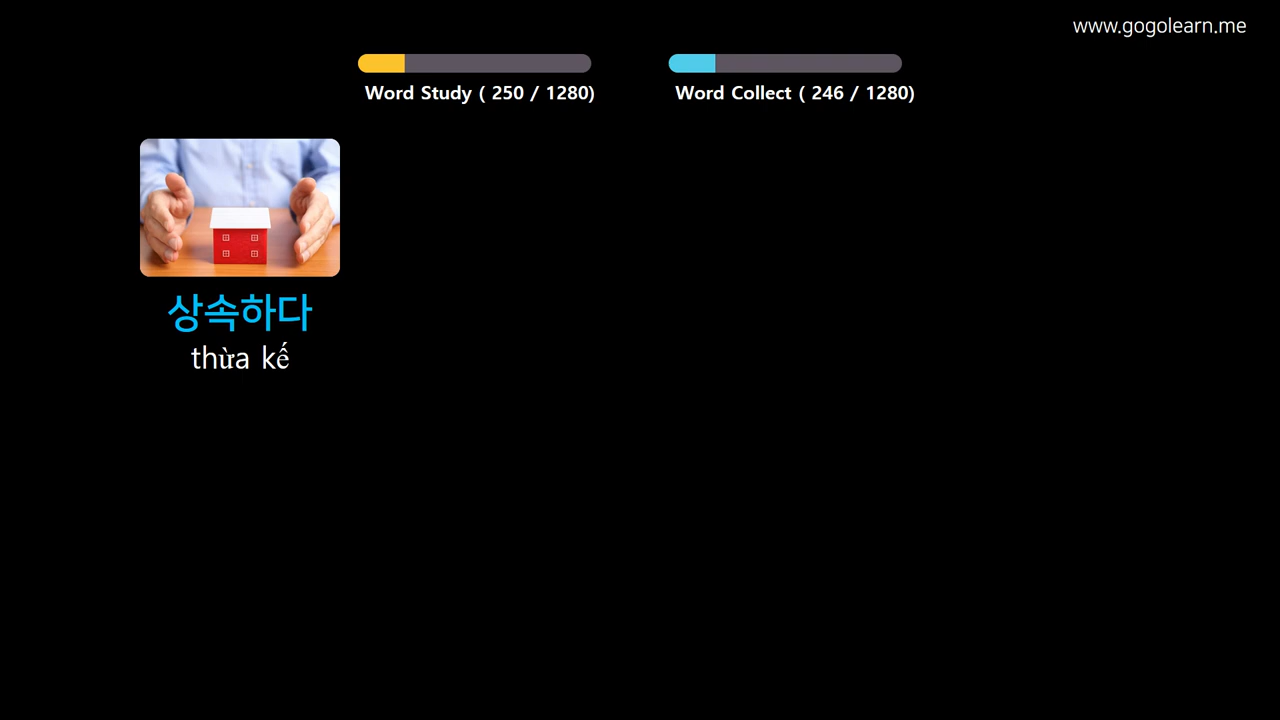 www.gogolearn.me
Word Study ( 250 / 1280)
Word Collect ( 246 / 1280)
상속하다
thừa kế